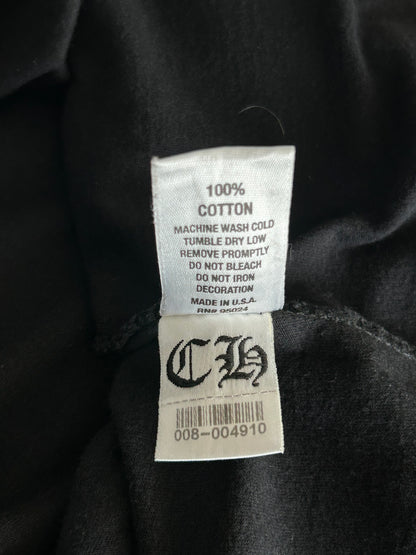 100%
COTTON
MACHINE WASH COLD
TUMBLE DRY LOW
REMOVE PROMPTLY
DO NOT BLEACH
DO NOT IRON
DECORATION
MADE IN U.S.A.
RN# 95024
CH
008-004910